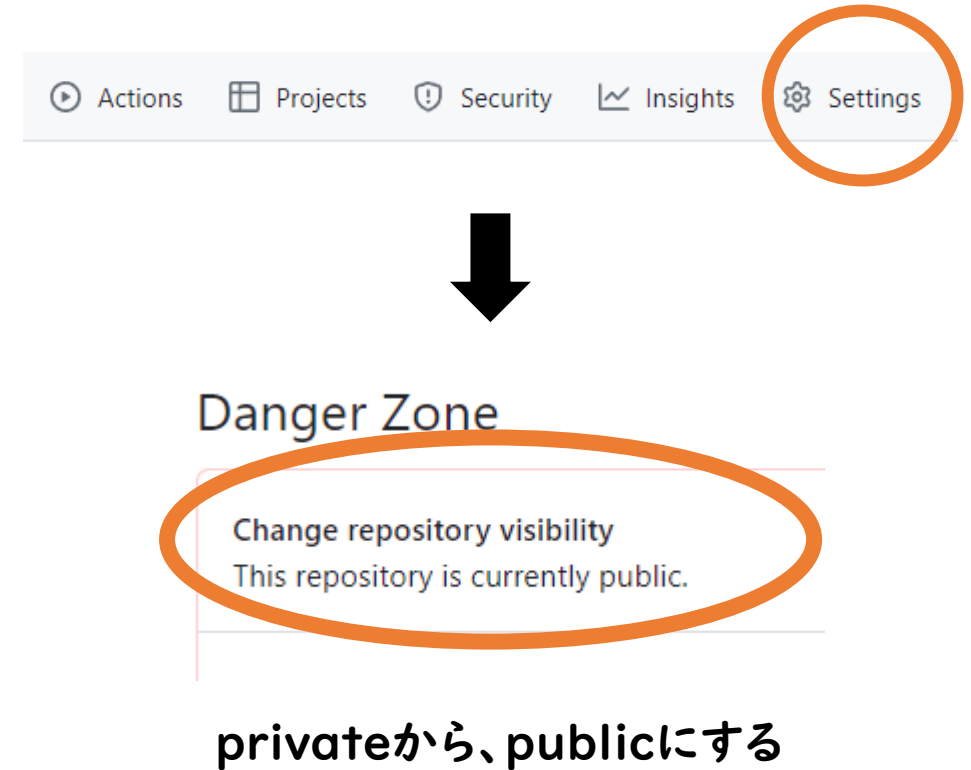 Actions Projects Security Insights Settings
Danger Zone
Change repository visibility
This repository is currently public.
privateから、publicにする